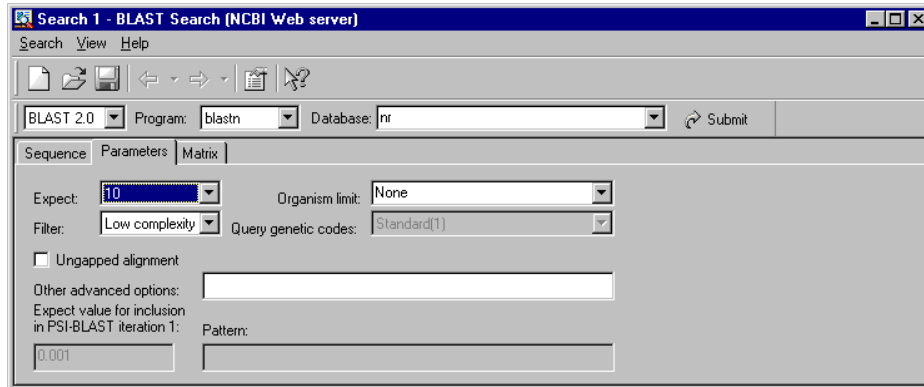 Search 1 - BLAST Search (NCBI Web server)
Search View Help
BLAST 2.0 Program: blastn Database: nr Submit
Sequence Parameters Matrix
Expect: 10 Organism limit: None
Filter: Low complexity Query genetic codes: Standard(1)
Ungapped alignment
Other advanced options:
Expect value for inclusion
in PSI-BLAST iteration 1: Pattern:
0.001